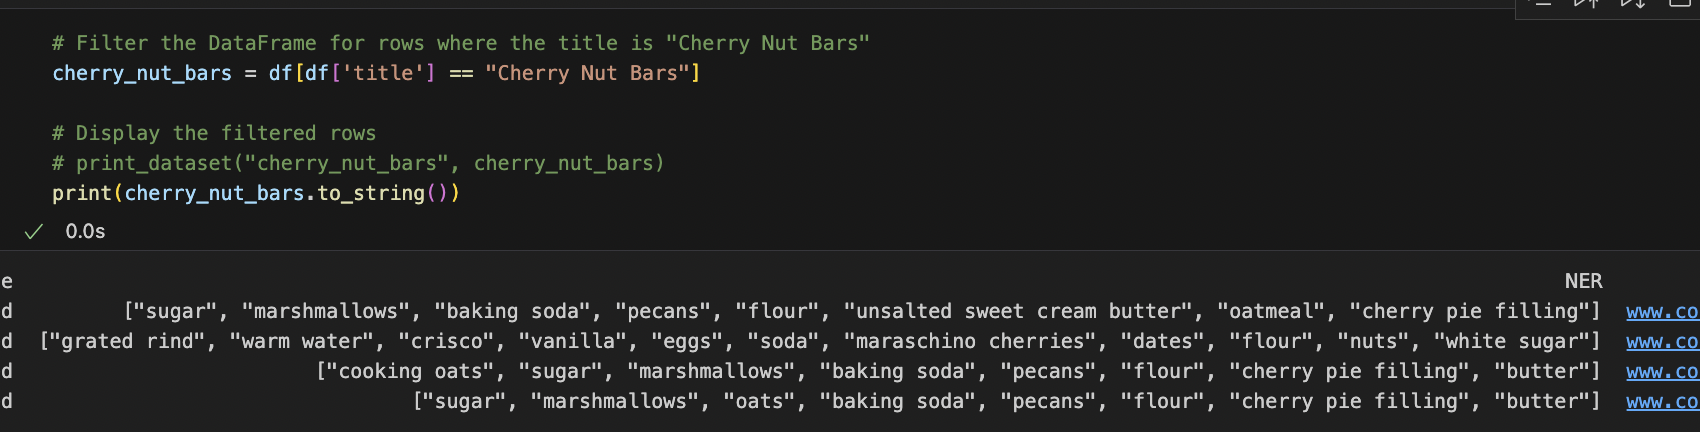 # Filter the DataFrame for rows where the title is "Cherry Nut Bars"
cherry_nut_bars = df[df['title'] == "Cherry Nut Bars"]
# Display the filtered rows
# print_dataset("cherry_nut_bars", cherry_nut_bars)
print(cherry_nut_bars.to_string())
0.0s
e NER
d ["sugar", "marshmallows", "baking soda", "pecans", "flour", "unsalted sweet cream butter", "oatmeal", "cherry pie filling"] www.co
d ["grated rind", "warm water", "crisco", "vanilla", "eggs", "soda", "maraschino cherries", "dates", "flour", "nuts", "white sugar"] www.co
d ["cooking oats", "sugar", "marshmallows", "baking soda", "pecans", "flour", "cherry pie filling", "butter"] www.co
d ["sugar", "marshmallows", "oats", "baking soda", "pecans", "flour", "cherry pie filling", "butter"] www.co